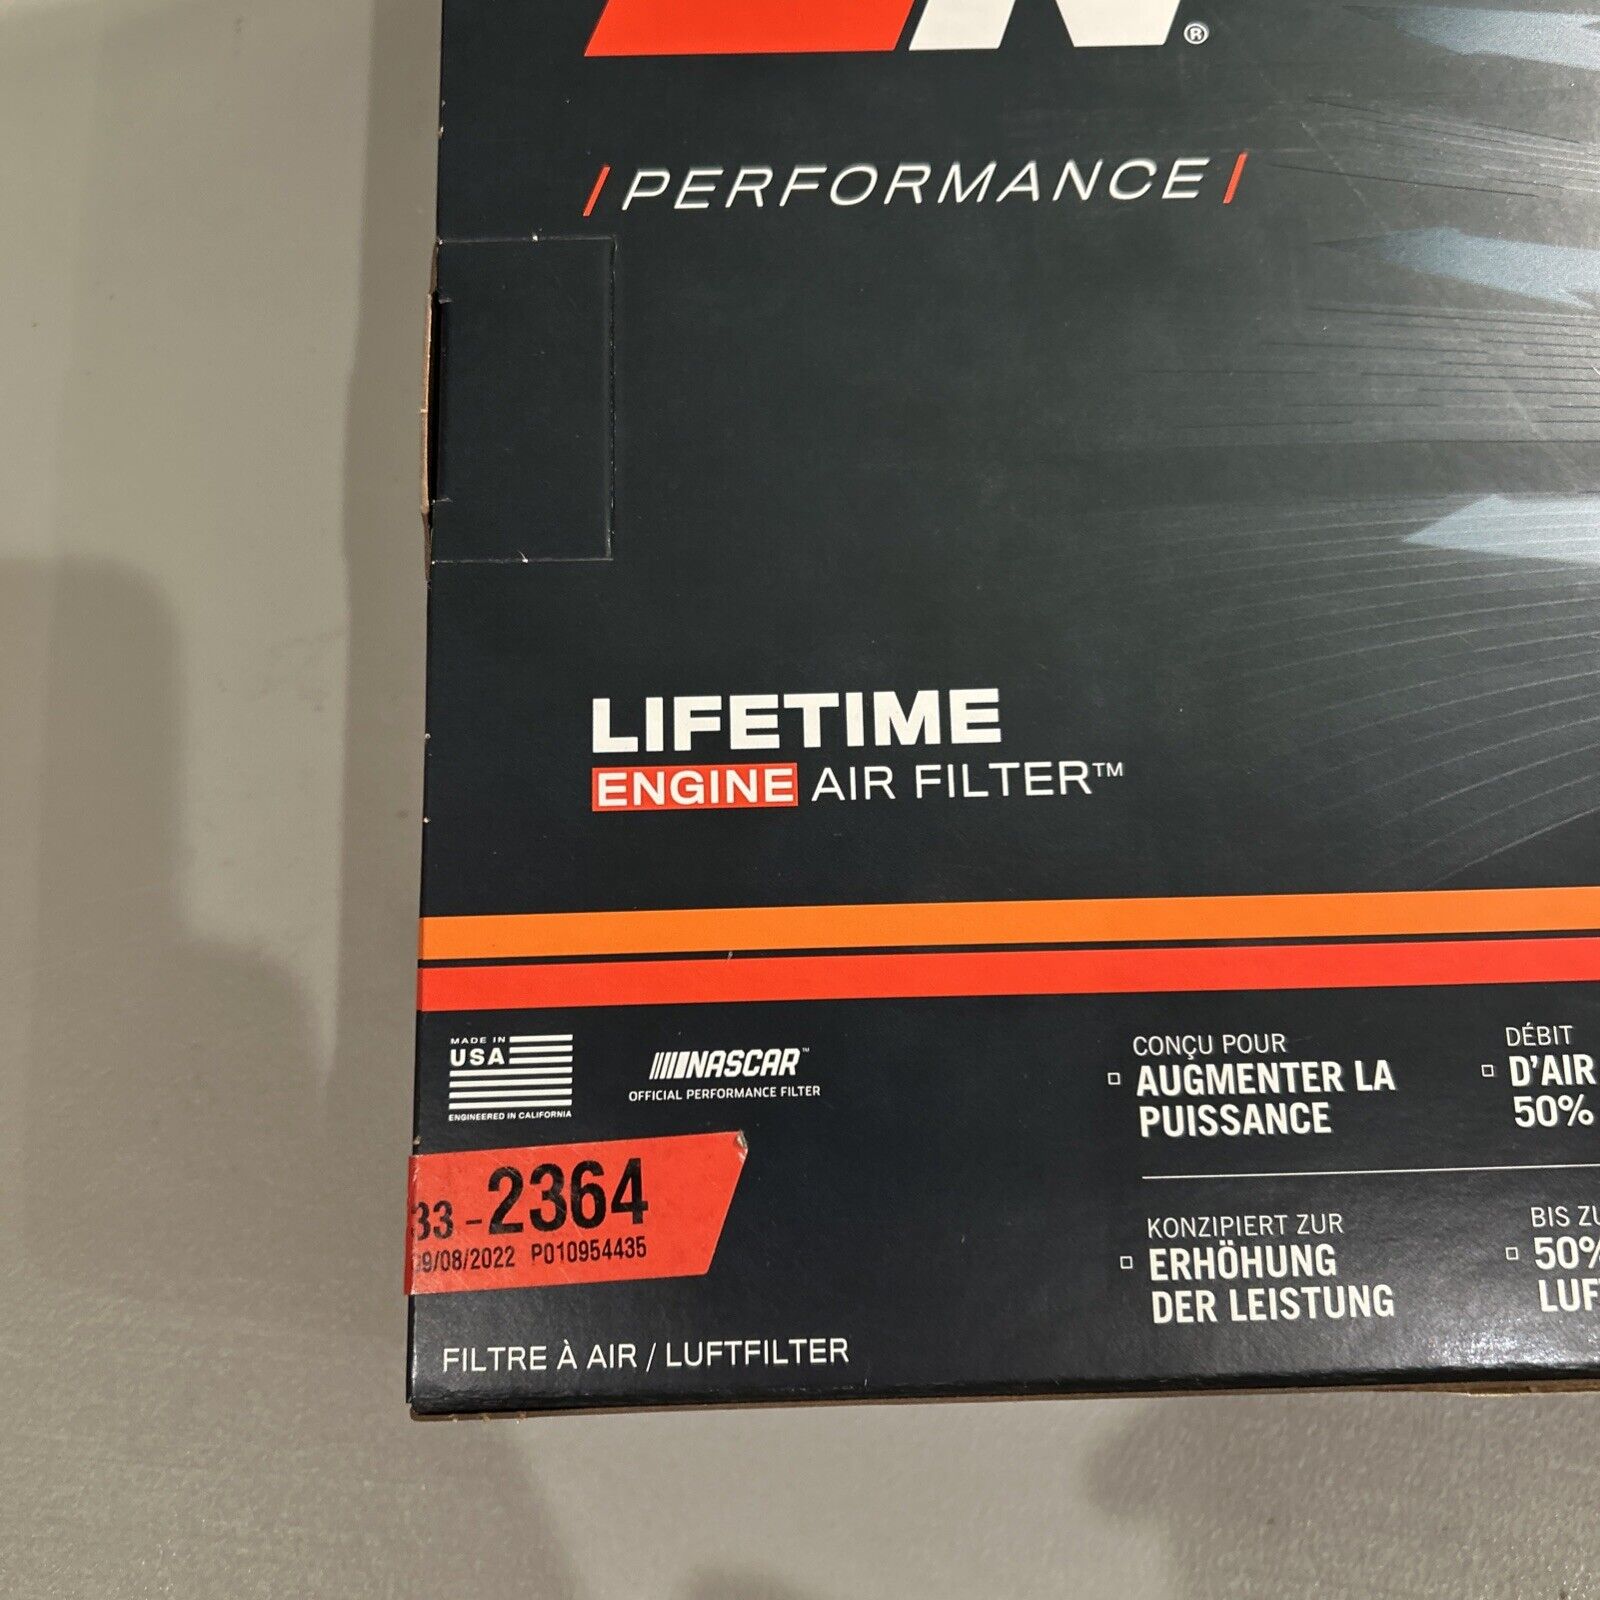 N®
/ PERFORMANCE /
LIFETIME
ENGINE AIR FILTER™
MADE IN
USA
ENGINEERED IN CALIFORNIA
NASCAR™
OFFICIAL PERFORMANCE FILTER
CONÇU POUR
AUGMENTER LA
PUISSANCE
DÉBIT
D'AIR
50%
33-2364
9/08/2022 P010954435
KONZIPIERT ZUR
ERHÖHUNG
DER LEISTUNG
BIS ZU
50%
LUF
FILTRE À AIR / LUFTFILTER